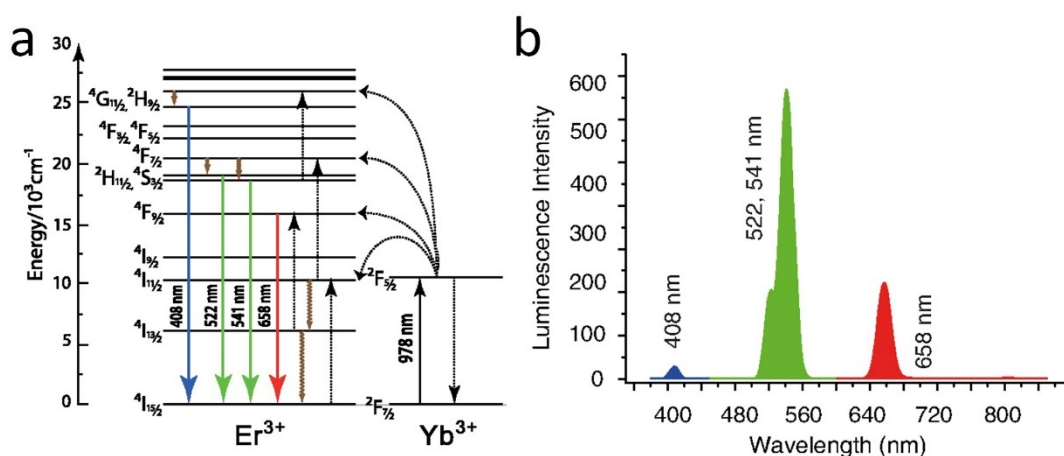 a
30
25
20
15
10
5
0
Energy/10³cm⁻¹
⁴G₁₁/₂,²H₉/₂
⁴F₃/₂,⁴F₅/₂
⁴F₇/₂
²H₁₁/₂,⁴S₃/₂
⁴F₉/₂
⁴I₉/₂
⁴I₁₁/₂
⁴I₁₃/₂
⁴I₁₅/₂
408 nm
522 nm
541 nm
658 nm
Er³⁺
²F₅/₂
978 nm
²F₇/₂
Yb³⁺
b
Luminescence Intensity
600
500
400
300
200
100
0
408 nm
522, 541 nm
658 nm
400 480 560 640 720 800
Wavelength (nm)